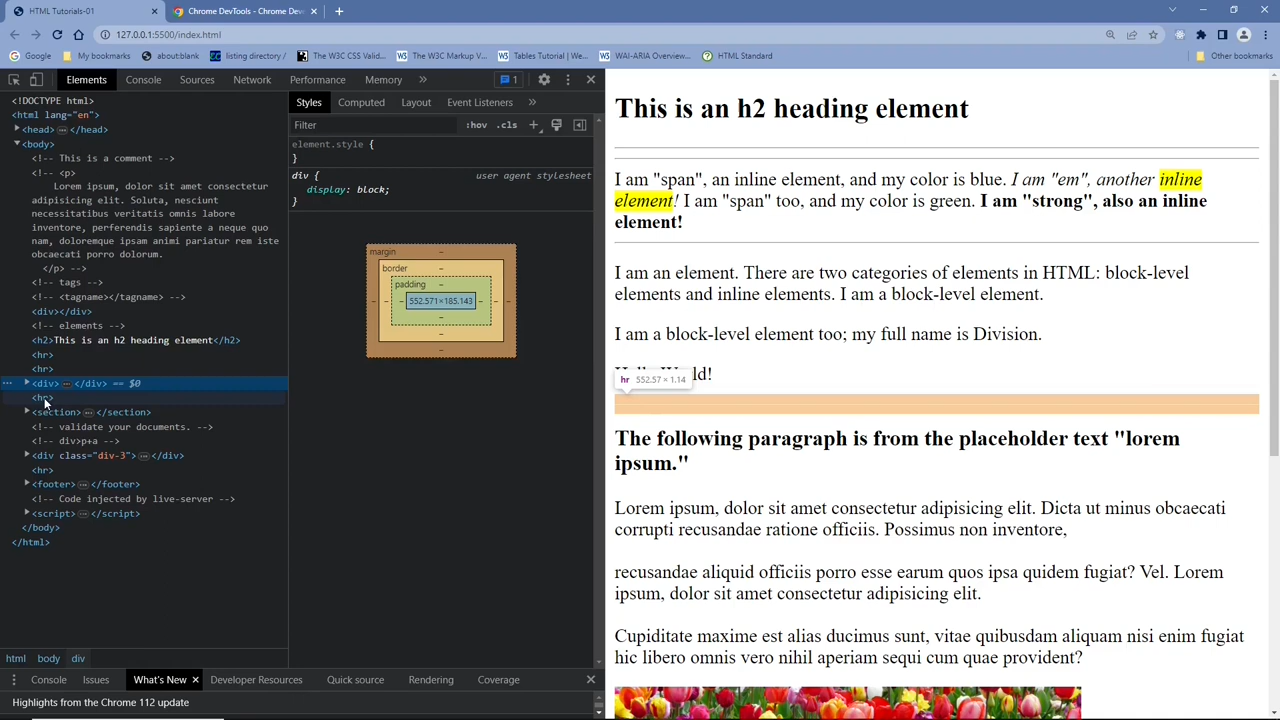 HTML Tutorials-01
Chrome DevTools - Chrome Dev
127.0.0.1:5500/index.html
Google
My bookmarks
about:blank
listing directory /
The W3C CSS Valid...
The W3C Markup V...
Tables Tutorial | We...
WAI-ARIA Overview...
HTML Standard
Elements
Console
Sources
Network
Performance
Memory
1
<!DOCTYPE html>
<html lang="en">
<head> </head>
<body>
<!-- This is a comment -->
<!-- <p>
Lorem ipsum, dolor sit amet consectetur
adipisicing elit. Soluta, nesciunt
necessitatibus veritatis omnis labore
inventore, perferendis sapiente a neque quo
nam, doloremque ipsam animi pariatur rem iste
corporis porro dolorum.
</p> -->
<!-- tags -->
<!-- <tagname></tagname> -->
<div></div>
<!-- elements -->
<h2>This is an h2 heading element</h2>
<hr>
<hr>
<div> … </div> == $0
<hr>
<section> … </section>
<!-- validate your documents. -->
<!-- div>p+a -->
<div class="div-3"> … </div>
<hr>
<footer> … </footer>
<!-- Code injected by live-server -->
<script> … </script>
</body>
</html>
html
body
div
Styles
Computed
Layout
Event Listeners
Filter
:hov
.cls
element.style {
}
div {
user agent stylesheet
display: block;
}
margin
–
border
–
padding
–
– – – 552.571×185.143 – – –
–
–
–
Console
Issues
What's New
Developer Resources
Quick source
Rendering
Coverage
Highlights from the Chrome 112 update
This is an h2 heading element
I am "span", an inline element, and my color is blue. I am "em", another inline
element! I am "span" too, and my color is green. I am "strong", also an inline
element!
I am an element. There are two categories of elements in HTML: block-level
elements and inline elements. I am a block-level element.
I am a block-level element too; my full name is Division.
ld!
hr 552.57 × 1.14
The following paragraph is from the placeholder text "lorem
ipsum."
Lorem ipsum, dolor sit amet consectetur adipisicing elit. Dicta ut minus obcaecati
corrupti recusandae ratione officiis. Possimus non inventore,
recusandae aliquid officiis porro esse earum quos ipsa quidem fugiat? Vel. Lorem
ipsum, dolor sit amet consectetur adipisicing elit.
Cupiditate maxime est alias ducimus sunt, vitae quibusdam aliquam nisi enim fugiat
hic libero omnis vero nihil aperiam sequi cum quae provident?